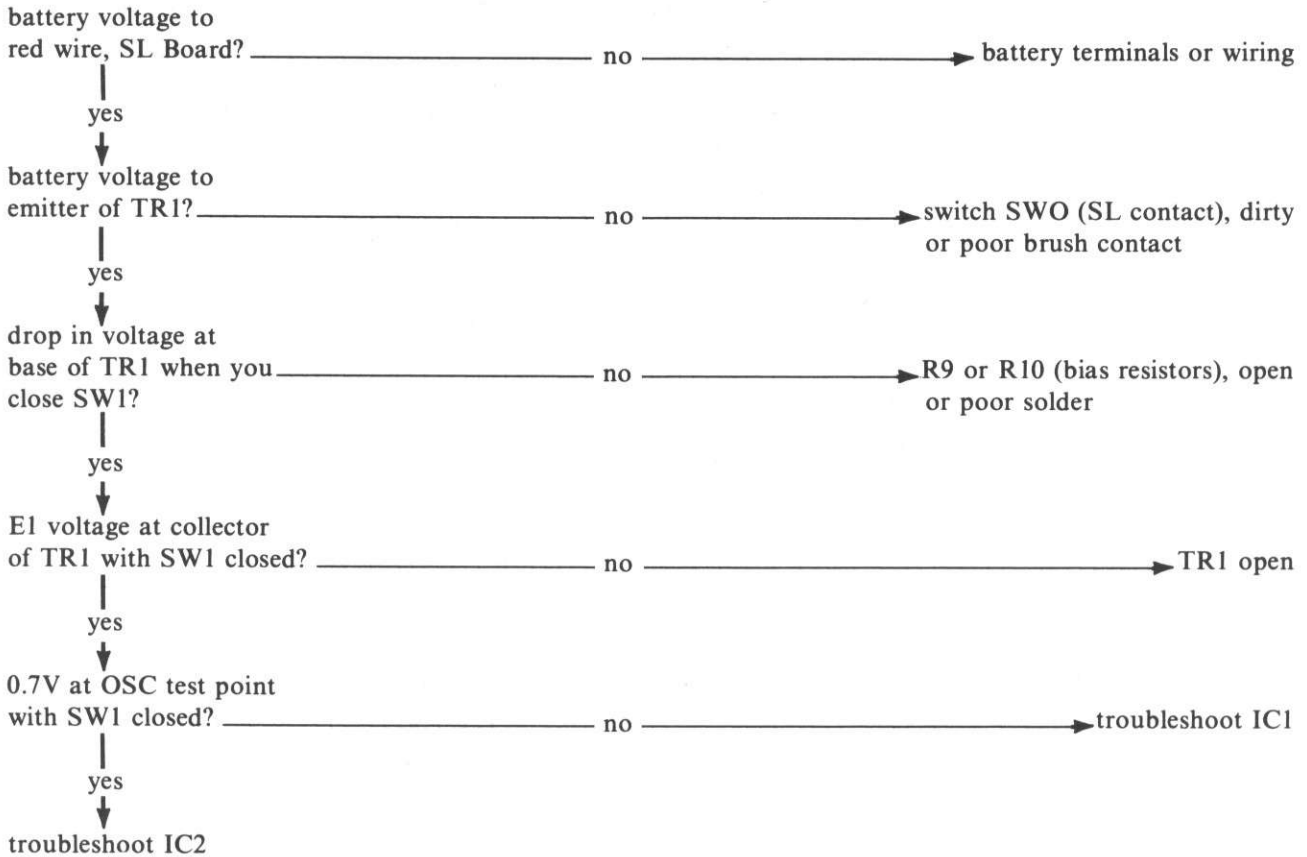 battery voltage to
red wire, SL Board? no battery terminals or wiring
yes
battery voltage to
emitter of TR1? no switch SWO (SL contact), dirty
or poor brush contact
yes
drop in voltage at
base of TR1 when you no R9 or R10 (bias resistors), open
close SW1? or poor solder
yes
E1 voltage at collector
of TR1 with SW1 closed? no TR1 open
yes
0.7V at OSC test point
with SW1 closed? no troubleshoot IC1
yes
troubleshoot IC2